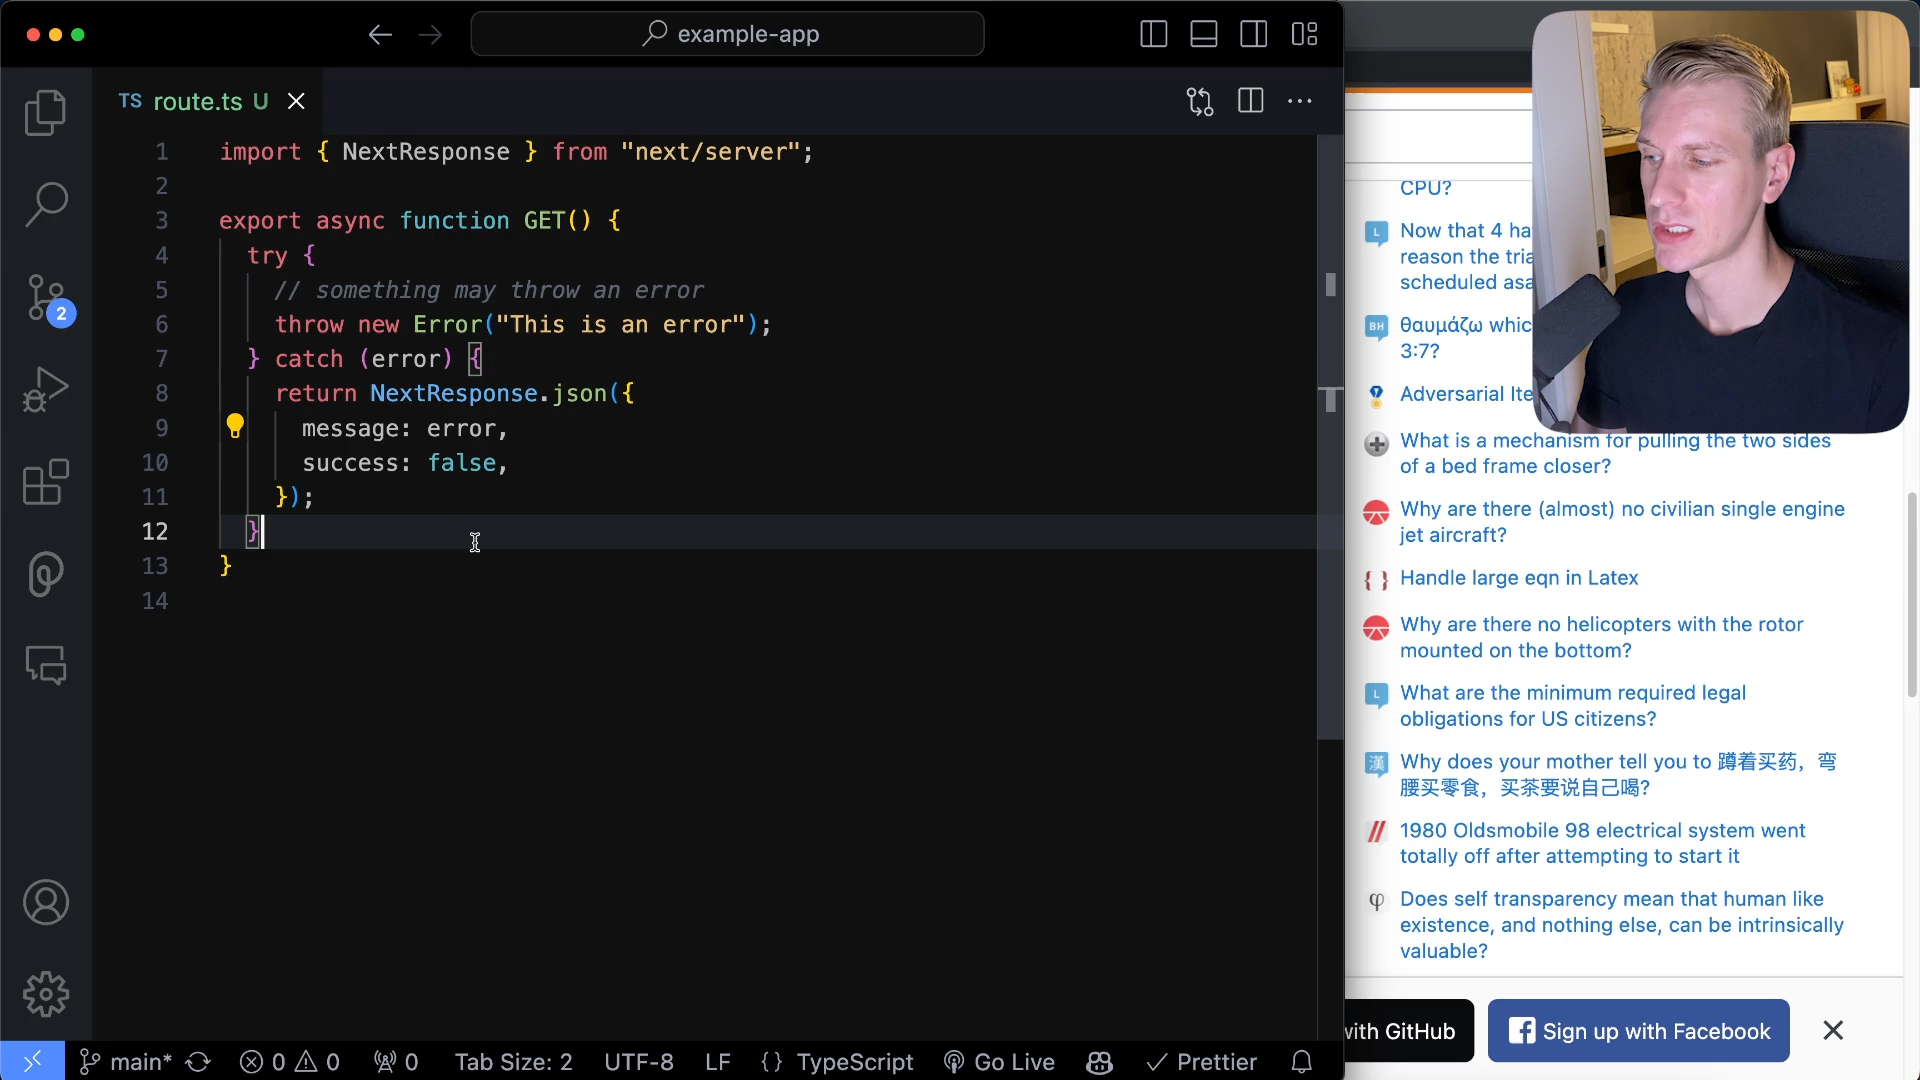 example-app
TS route.ts U
1 import { NextResponse } from "next/server";
2
3 export async function GET() {
4 try {
5 // something may throw an error
6 throw new Error("This is an error");
7 } catch (error) {
8 return NextResponse.json({
9 message: error,
10 success: false,
11 });
12 }
13 }
14
2
main* 0 0 0 Tab Size: 2 UTF-8 LF {} TypeScript Go Live Prettier
CPU?
L Now that 4 ha
reason the tria
scheduled asa
BH θαυμάζω whic
3:7?
Adversarial Ite
What is a mechanism for pulling the two sides
of a bed frame closer?
Why are there (almost) no civilian single engine
jet aircraft?
{} Handle large eqn in Latex
Why are there no helicopters with the rotor
mounted on the bottom?
L What are the minimum required legal
obligations for US citizens?
漢 Why does your mother tell you to 蹲着买药，弯
腰买零食，买茶要说自己喝?
1980 Oldsmobile 98 electrical system went
totally off after attempting to start it
φ Does self transparency mean that human like
existence, and nothing else, can be intrinsically
valuable?
with GitHub
Sign up with Facebook